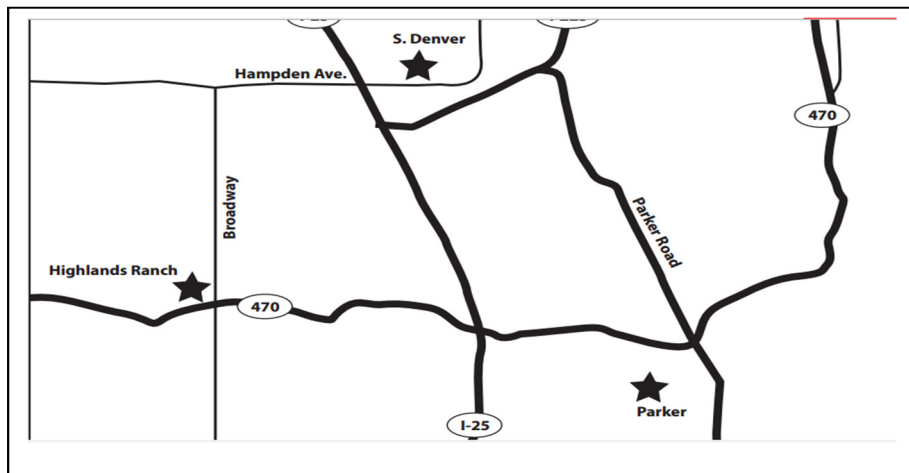 S. Denver
Hampden Ave.
470
Broadway
Parker Road
Highlands Ranch
470
Parker
I-25